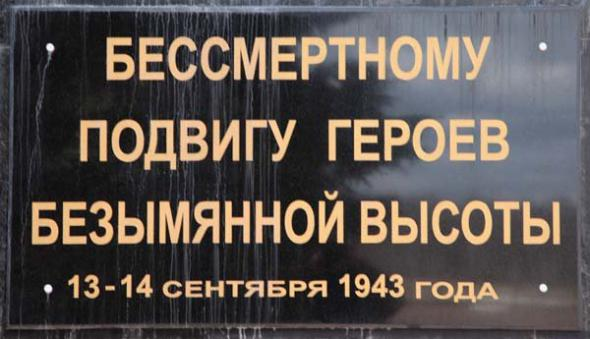 БЕССМЕРТНОМУ
ПОДВИГУ ГЕРОЕВ
БЕЗЫМЯННОЙ ВЫСОТЫ
13-14 СЕНТЯБРЯ 1943 ГОДА